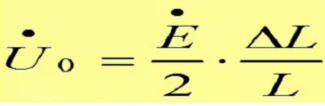 U̇₀ = Ė/2 · ΔL/L